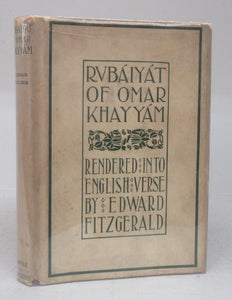 RVBÁIYÁT
OF OMAR
KHAYYÁM
RENDERED INTO
ENGLISH VERSE
BY EDWARD
FITZGERALD